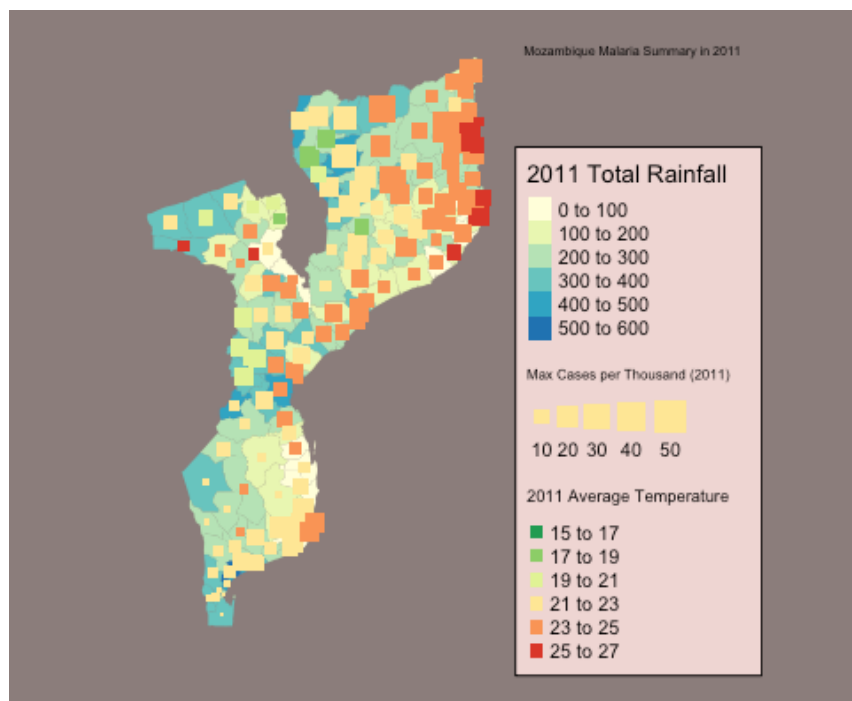 Mozambique Malaria Summary in 2011
2011 Total Rainfall
0 to 100
100 to 200
200 to 300
300 to 400
400 to 500
500 to 600
Max Cases per Thousand (2011)
10 20 30 40 50
2011 Average Temperature
15 to 17
17 to 19
19 to 21
21 to 23
23 to 25
25 to 27